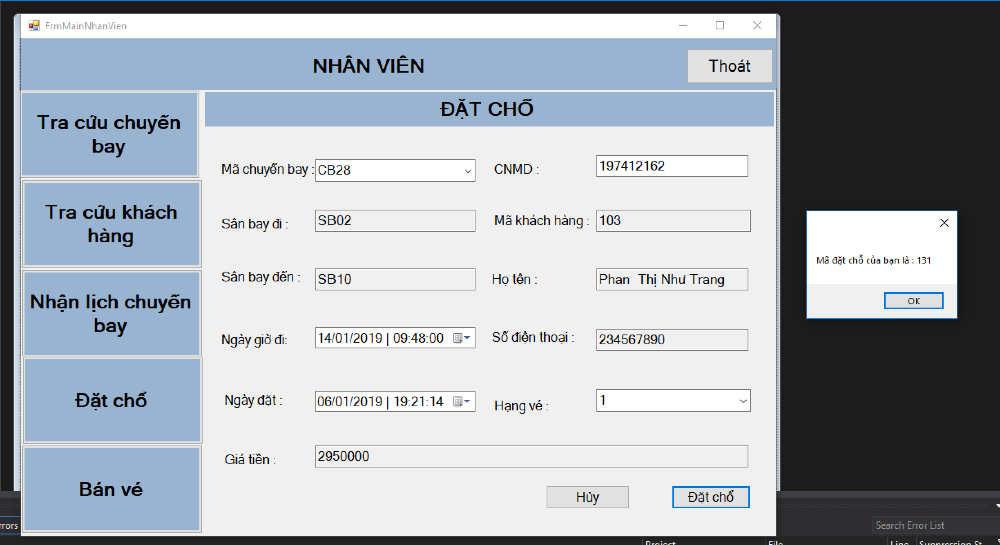 FrmMainNhanVien
NHÂN VIÊN
Thoát
Tra cứu chuyến
bay
Tra cứu khách
hàng
Nhận lịch chuyến
bay
Đặt chổ
Bán vé
ĐẶT CHỖ
Mã chuyến bay : CB28
CNMD : 197412162
Sân bay đi : SB02
Mã khách hàng : 103
Sân bay đến : SB10
Họ tên : Phan  Thị Như Trang
Ngày giờ đi: 14/01/2019 | 09:48:00
Số điện thoại : 234567890
Ngày đặt : 06/01/2019 | 19:21:14
Hạng vé : 1
Giá tiền : 2950000
Hủy
Đặt chổ
Mã đặt chỗ của bạn là : 131
OK
Search Error List
Project
File
Line